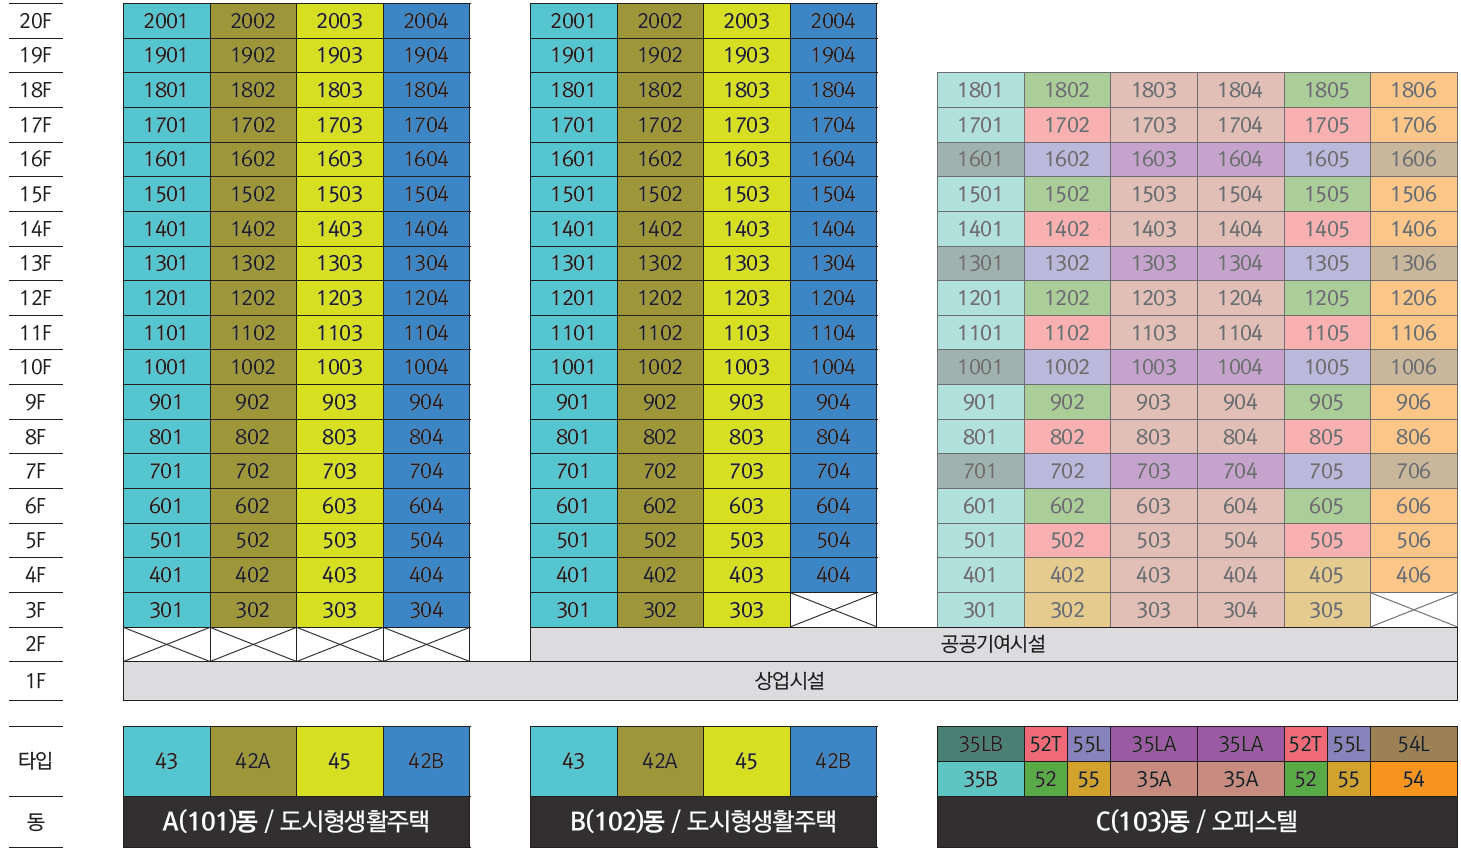 20F 2001 2002 2003 2004 2001 2002 2003 2004
19F 1901 1902 1903 1904 1901 1902 1903 1904
18F 1801 1802 1803 1804 1801 1802 1803 1804 1801 1802 1803 1804 1805 1806
17F 1701 1702 1703 1704 1701 1702 1703 1704 1701 1702 1703 1704 1705 1706
16F 1601 1602 1603 1604 1601 1602 1603 1604 1601 1602 1603 1604 1605 1606
15F 1501 1502 1503 1504 1501 1502 1503 1504 1501 1502 1503 1504 1505 1506
14F 1401 1402 1403 1404 1401 1402 1403 1404 1401 1402 1403 1404 1405 1406
13F 1301 1302 1303 1304 1301 1302 1303 1304 1301 1302 1303 1304 1305 1306
12F 1201 1202 1203 1204 1201 1202 1203 1204 1201 1202 1203 1204 1205 1206
11F 1101 1102 1103 1104 1101 1102 1103 1104 1101 1102 1103 1104 1105 1106
10F 1001 1002 1003 1004 1001 1002 1003 1004 1001 1002 1003 1004 1005 1006
9F 901 902 903 904 901 902 903 904 901 902 903 904 905 906
8F 801 802 803 804 801 802 803 804 801 802 803 804 805 806
7F 701 702 703 704 701 702 703 704 701 702 703 704 705 706
6F 601 602 603 604 601 602 603 604 601 602 603 604 605 606
5F 501 502 503 504 501 502 503 504 501 502 503 504 505 506
4F 401 402 403 404 401 402 403 404 401 402 403 404 405 406
3F 301 302 303 304 301 302 303 301 302 303 304 305
2F 공공기여시설
1F 상업시설
타입 43 42A 45 42B 43 42A 45 42B 35LB 52T 55L 35LA 35LA 52T 55L 54L
35B 52 55 35A 35A 52 55 54
동 A(101)동 / 도시형생활주택 B(102)동 / 도시형생활주택 C(103)동 / 오피스텔